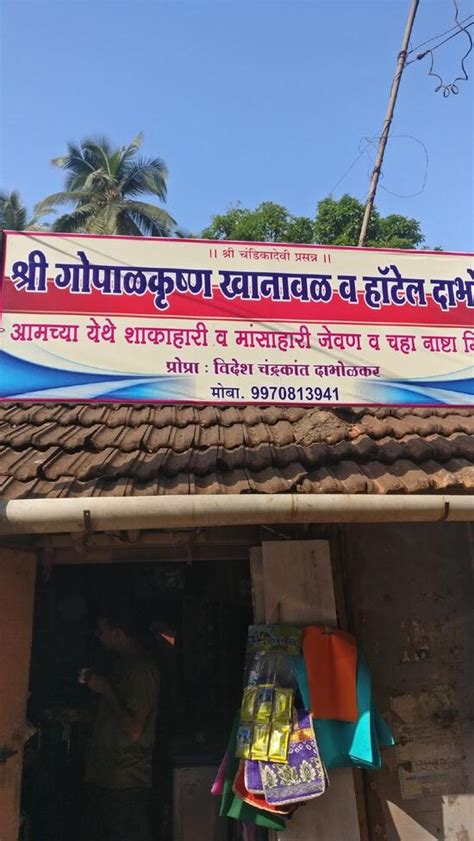 ।। श्री चंडिकादेवी प्रसन्न ।।
श्री गोपाळकृष्ण खानावळ व हॉटेल
आमच्या येथे शाकाहारी व मांसाहारी जेवण व चहा नाष्टा
प्रोप्रा : विदेश चंद्रकांत दाभोळकर
मोबा. 9970813941